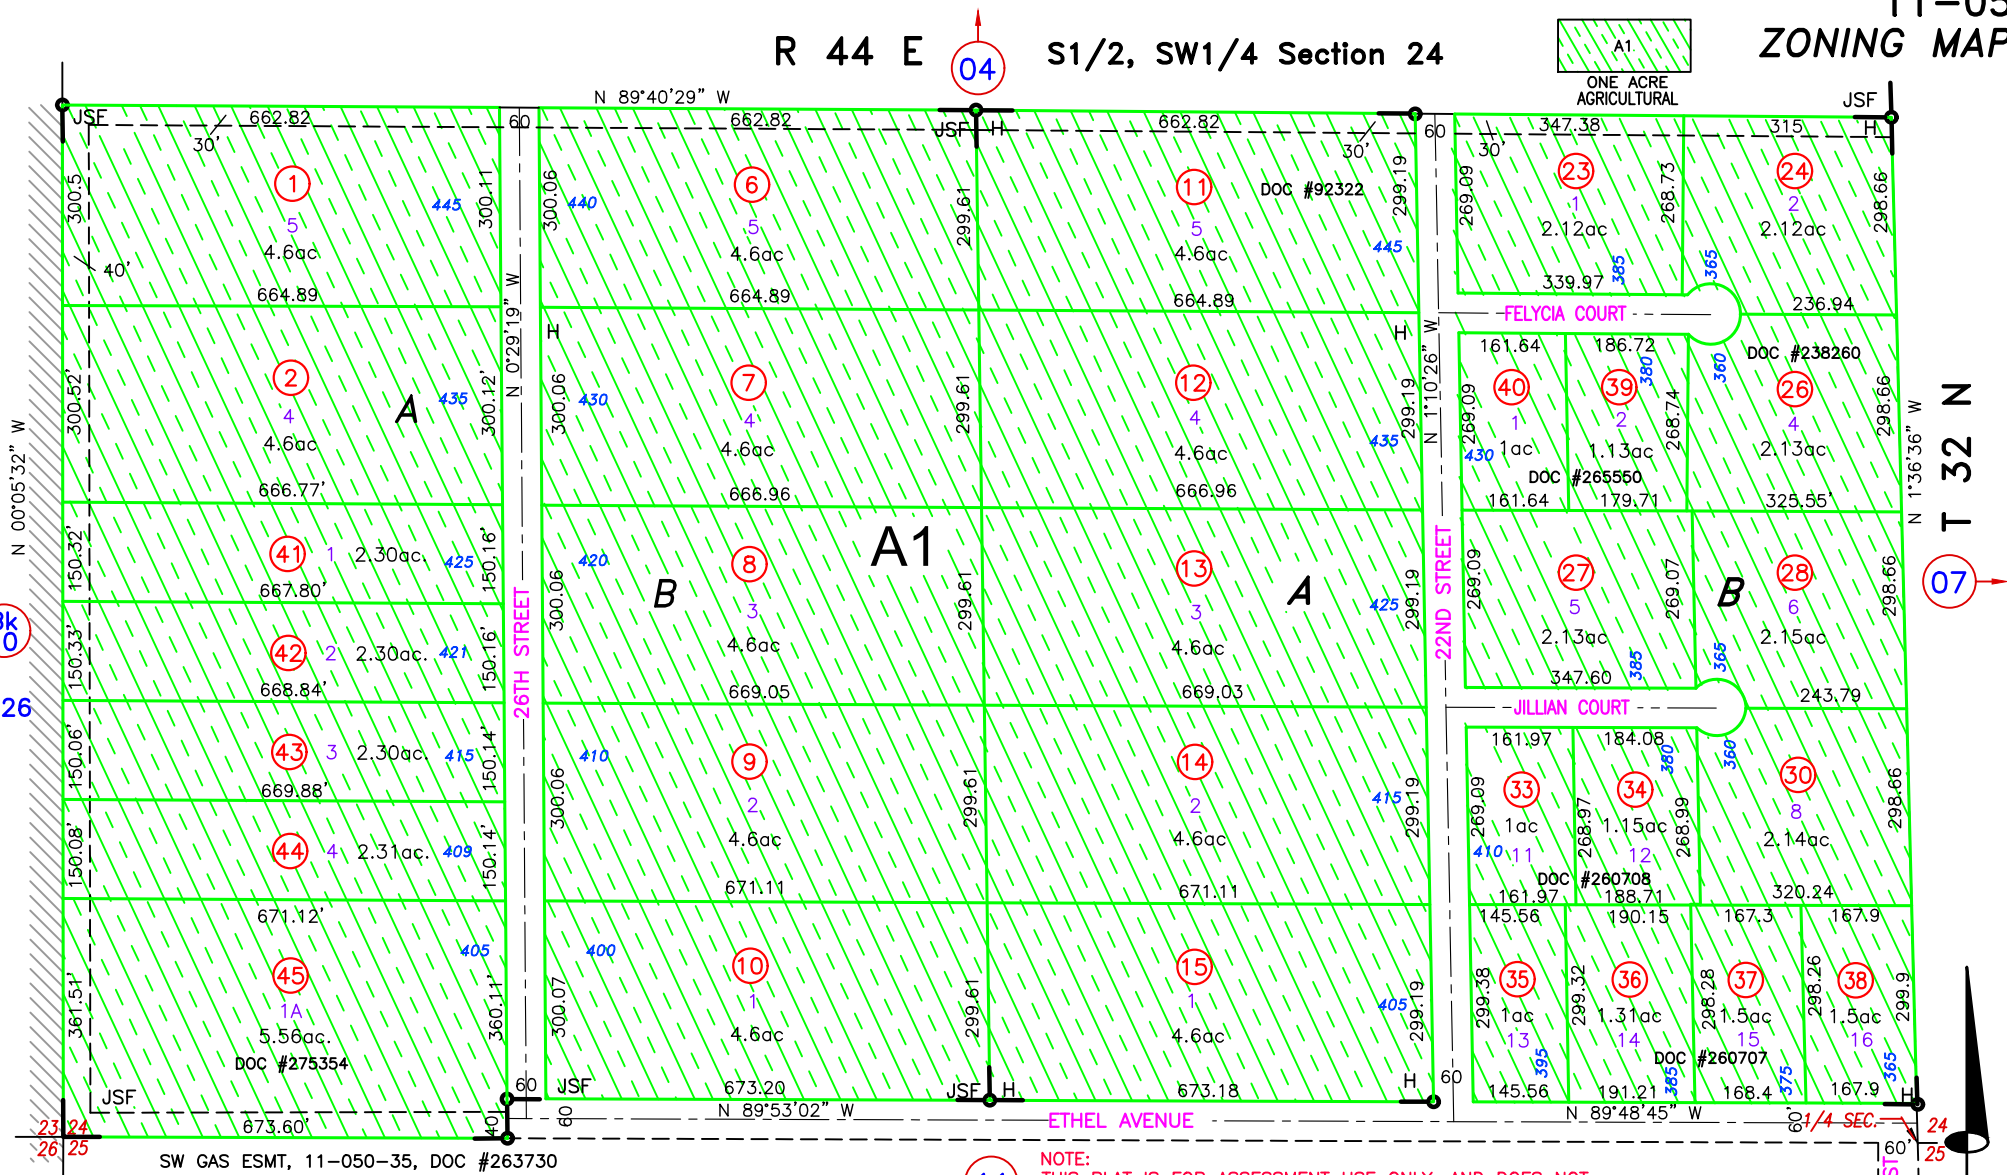 11-05
ZONING MAP
R 44 E
04
S1/2, SW1/4 Section 24
A1
ONE ACRE
AGRICULTURAL
N 89°40'29" W
JSF
662.82
60
662.82
JSF
H
662.82
60
347.38
315
JSF
H
30'
30'
30'
300.5
1
5
4.6ac
445
300.11
664.89
40'
300.06
440
6
5
4.6ac
299.61
664.89
11
5
4.6ac
DOC #92322
299.19
445
664.89
269.09
23
1
2.12ac
268.73
385
339.97
24
2
2.12ac
298.66
365
236.94
FELYCIA COURT
N 0°29'19" W
H
H
N 1°10'26" W
N 00°05'32" W
300.52'
2
4
4.6ac
A
435
300.12'
666.77'
300.06
430
7
4
4.6ac
299.61
666.96
12
4
4.6ac
299.19
435
666.96
161.64
186.72
269.09
40
1
1ac
430
39
2
1.13ac
380
268.74
DOC #265550
161.64
179.71
360
DOC #238260
26
4
2.13ac
298.66
325.55'
N 1°36'36" W
T 32 N
07
150.32'
41
1
2.30ac.
425
150.16'
667.80'
150.33'
42
2
2.30ac.
421
150.16'
668.84'
26
26TH STREET
300.06
420
8
3
4.6ac
B
A1
299.61
669.05
13
3
4.6ac
A
299.19
425
669.03
22ND STREET
269.09
27
5
2.13ac
269.07
385
347.60
B
28
6
2.15ac
298.66
365
243.79
JILLIAN COURT
150.06'
43
3
2.30ac.
415
150.14'
669.88'
150.08'
44
4
2.31ac.
409
150.14'
671.12'
300.06
410
9
2
4.6ac
299.61
671.11
14
2
4.6ac
299.19
415
671.11
161.97
184.08
269.09
33
1ac
410
11
268.97
34
1.15ac
12
380
268.99
DOC #260708
161.97
188.71
360
30
8
2.14ac
298.66
320.24
361.51'
45
1A
5.56ac.
DOC #275354
405
360.11'
JSF
673.60'
40
60
300.07
400
10
1
4.6ac
299.61
JSF
673.20
JSF
H
15
1
4.6ac
299.19
405
673.18
H
60
145.56
190.15
167.3
167.9
299.38
35
1ac
13
395
299.32
36
1.31ac
14
385
298.28
37
1.5ac
15
375
298.26
38
1.5ac
16
365
299.9
DOC #260707
145.56
191.21
168.4
167.9
H
60
N 89°53'02" W
ETHEL AVENUE
N 89°48'45" W
60'
1/4 SEC.
24
25
60'
ST
23 24
26 25
SW GAS ESMT, 11-050-35, DOC #263730
NOTE:
THIS PLAT IS FOR ASSESSMENT USE ONLY AND DOES NOT